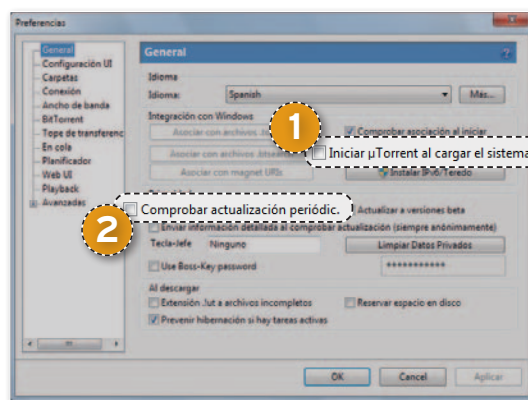 Preferencias
General
Configuración UI
Carpetas
Conexión
Ancho de banda
BitTorrent
Tope de transferenc
En cola
Planificador
Web UI
Playback
Avanzadas
General
Idioma
Idioma: Spanish Más...
Integración con Windows
1
Asociar con archivos Comprobar asociación al iniciar
Asociar con archivos .btsearch Iniciar µTorrent al cargar el sistema
Asociar con magnet URIs Instalar IPv6/Teredo
Comprobar actualización periódic. Actualizar a versiones beta
2
Enviar información detallada al comprobar actualización (siempre anónimamente)
Tecla-Jefe Ninguno Limpiar Datos Privados
Use Boss-Key password ***********
Al descargar
Extensión .!ut a archivos incompletos Reservar espacio en disco
Prevenir hibernación si hay tareas activas
OK Cancel Aplicar